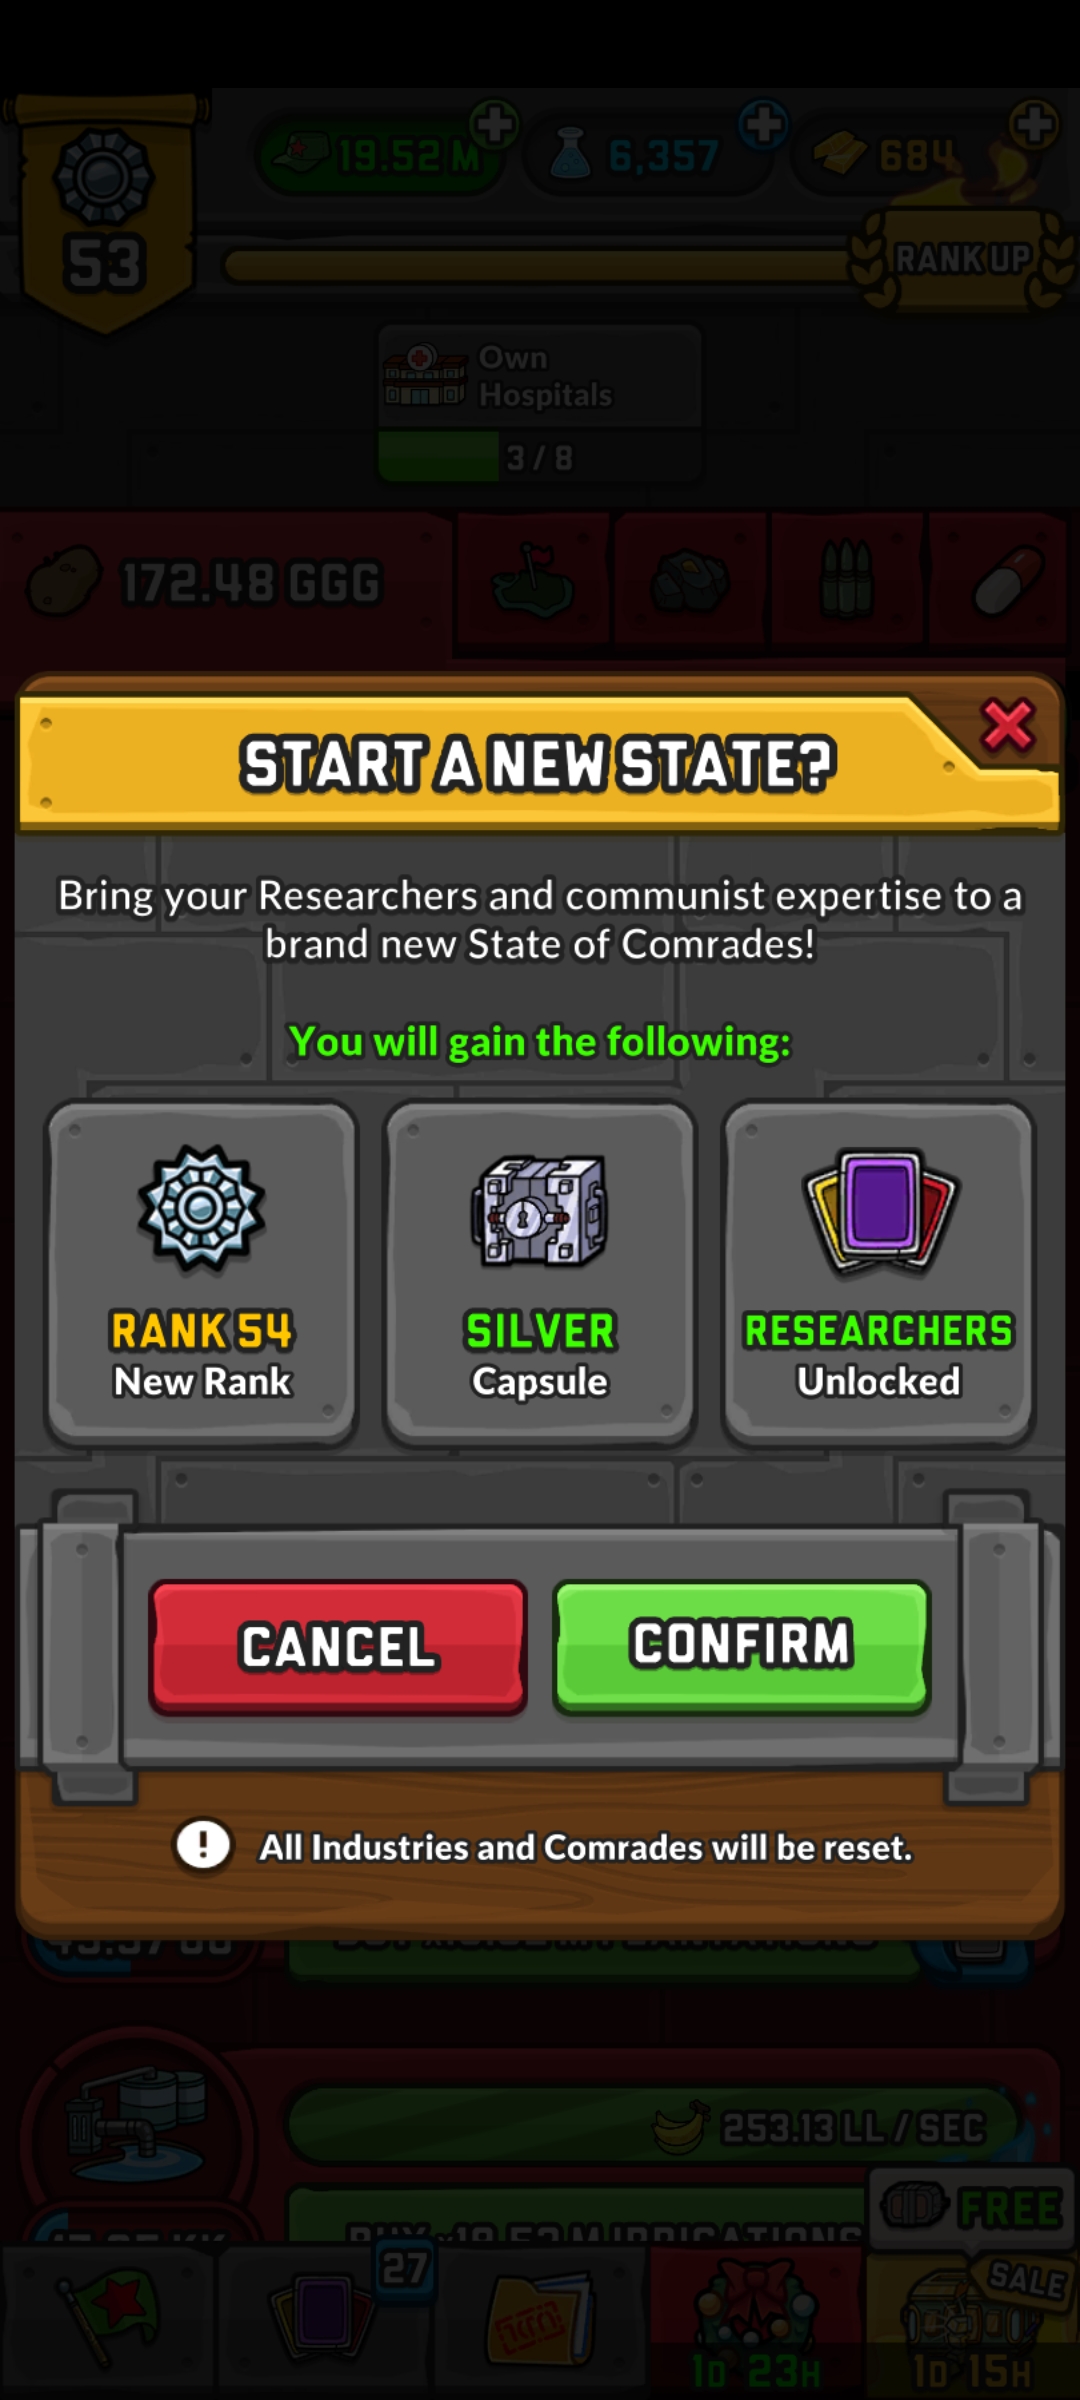 19.52 M
6,357
684
53
RANK UP
Own
Hospitals
3 / 8
172.48 GGG
START A NEW STATE?
Bring your Researchers and communist expertise to a
brand new State of Comrades!
You will gain the following:
RANK 54
New Rank
SILVER
Capsule
RESEARCHERS
Unlocked
CANCEL
CONFIRM
! All Industries and Comrades will be reset.
253.13 LL / SEC
FREE
27
SALE
1D 23H
1D 15H